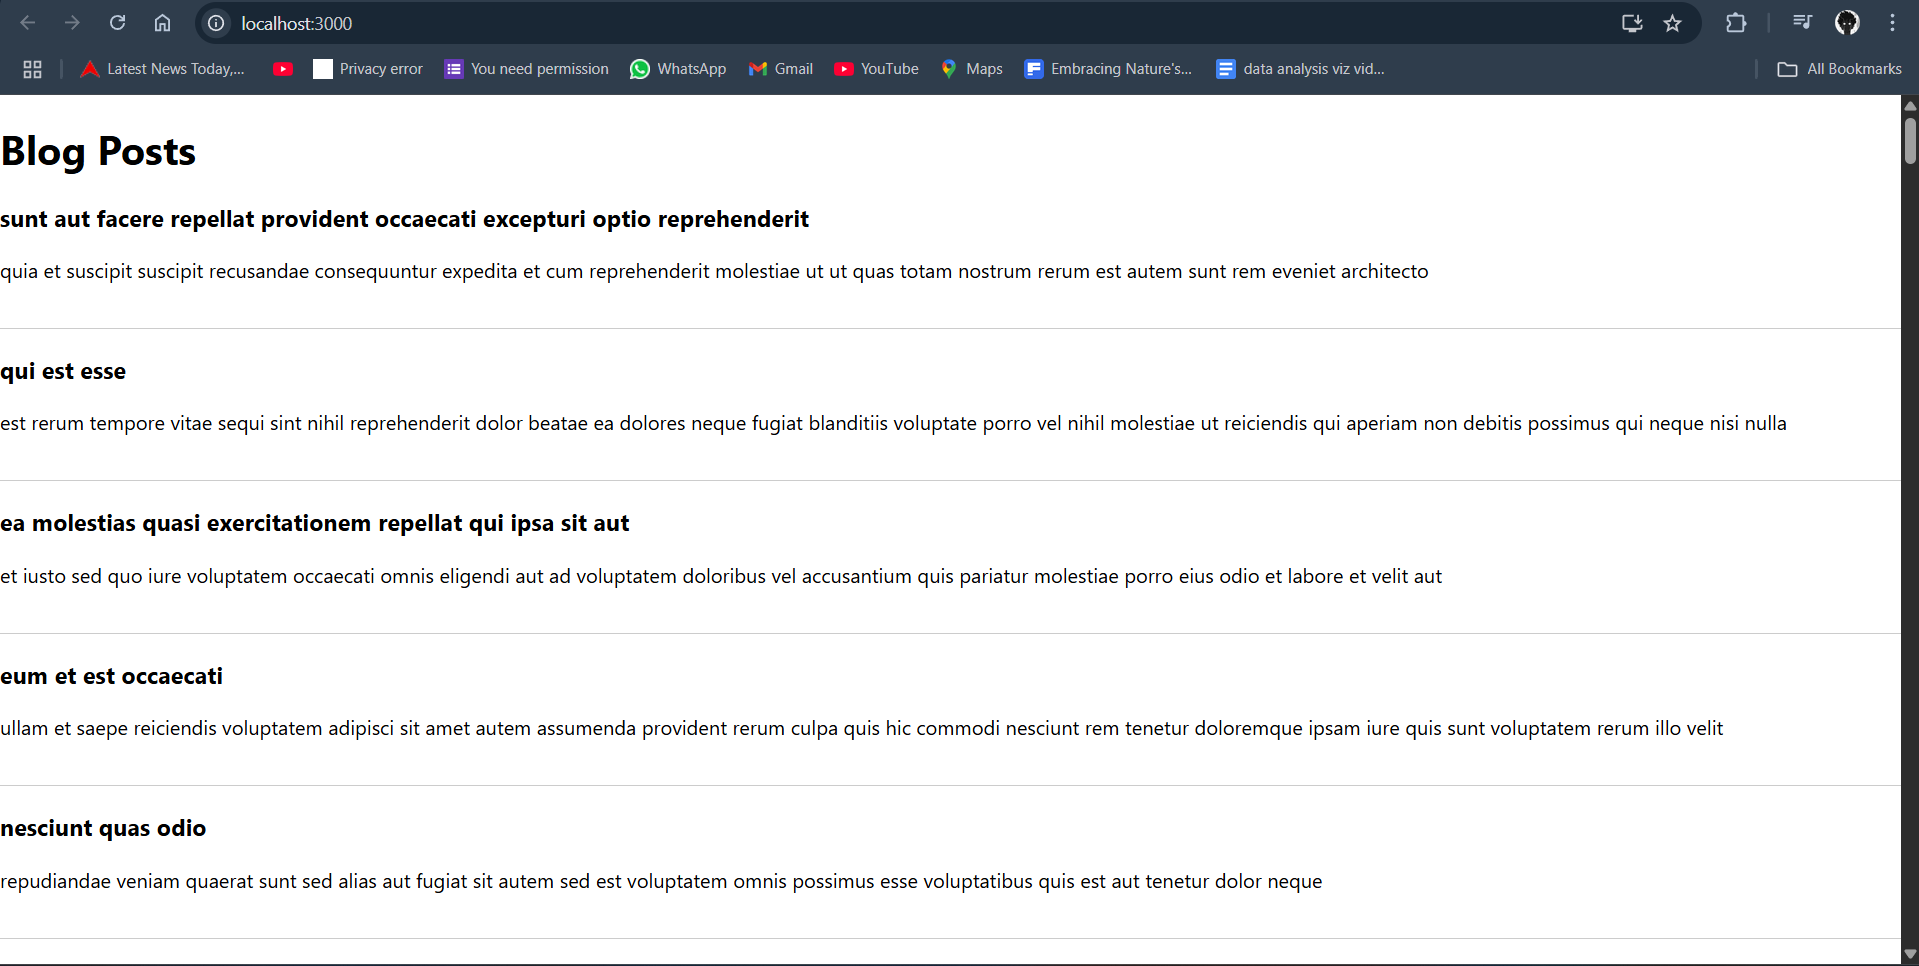 localhost:3000
Latest News Today,... Privacy error You need permission WhatsApp Gmail YouTube Maps Embracing Nature's... data analysis viz vid... All Bookmarks
Blog Posts
sunt aut facere repellat provident occaecati excepturi optio reprehenderit
quia et suscipit suscipit recusandae consequuntur expedita et cum reprehenderit molestiae ut ut quas totam nostrum rerum est autem sunt rem eveniet architecto
qui est esse
est rerum tempore vitae sequi sint nihil reprehenderit dolor beatae ea dolores neque fugiat blanditiis voluptate porro vel nihil molestiae ut reiciendis qui aperiam non debitis possimus qui neque nisi nulla
ea molestias quasi exercitationem repellat qui ipsa sit aut
et iusto sed quo iure voluptatem occaecati omnis eligendi aut ad voluptatem doloribus vel accusantium quis pariatur molestiae porro eius odio et labore et velit aut
eum et est occaecati
ullam et saepe reiciendis voluptatem adipisci sit amet autem assumenda provident rerum culpa quis hic commodi nesciunt rem tenetur doloremque ipsam iure quis sunt voluptatem rerum illo velit
nesciunt quas odio
repudiandae veniam quaerat sunt sed alias aut fugiat sit autem sed est voluptatem omnis possimus esse voluptatibus quis est aut tenetur dolor neque